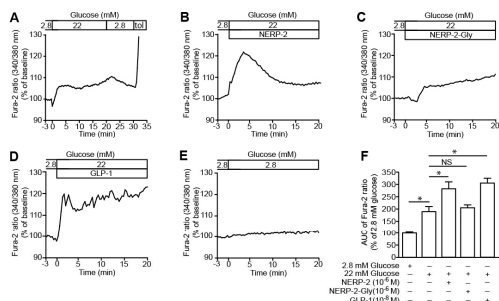 A
Glucose (mM)
2.8 22 2.8 tol
Fura-2 ratio (340/380 nm)
(% of baseline)
130
120
110
100
90
-3 0 5 10 15 20 25 30 35
Time (min)
B
Glucose (mM)
2.8 22
NERP-2
Fura-2 ratio (340/380 nm)
(% of baseline)
130
120
110
100
90
-3 0 5 10 15 20
Time (min)
C
Glucose (mM)
2.8 22
NERP-2-Gly
Fura-2 ratio (340/380 nm)
(% of baseline)
130
120
110
100
90
-3 0 5 10 15 20
Time (min)
D
Glucose (mM)
2.8 22
GLP-1
Fura-2 ratio (340/380 nm)
(% of baseline)
130
120
110
100
90
-3 0 5 10 15 20
Time (min)
E
Glucose (mM)
2.8 2.8
Fura-2 ratio (340/380 nm)
(% of baseline)
130
120
110
100
90
-3 0 5 10 15 20
Time (min)
F
*
NS
*
*
AUC of Fura-2 ratio
(% of 2.8 mM glucose)
350
300
250
200
150
100
50
0
2.8 mM Glucose + – – – –
22 mM Glucose – + + + +
NERP-2 (10⁻⁶ M) – – + – –
NERP-2-Gly(10⁻⁶ M) – – – + –
GLP-1(10⁻⁸ M) – – – – +